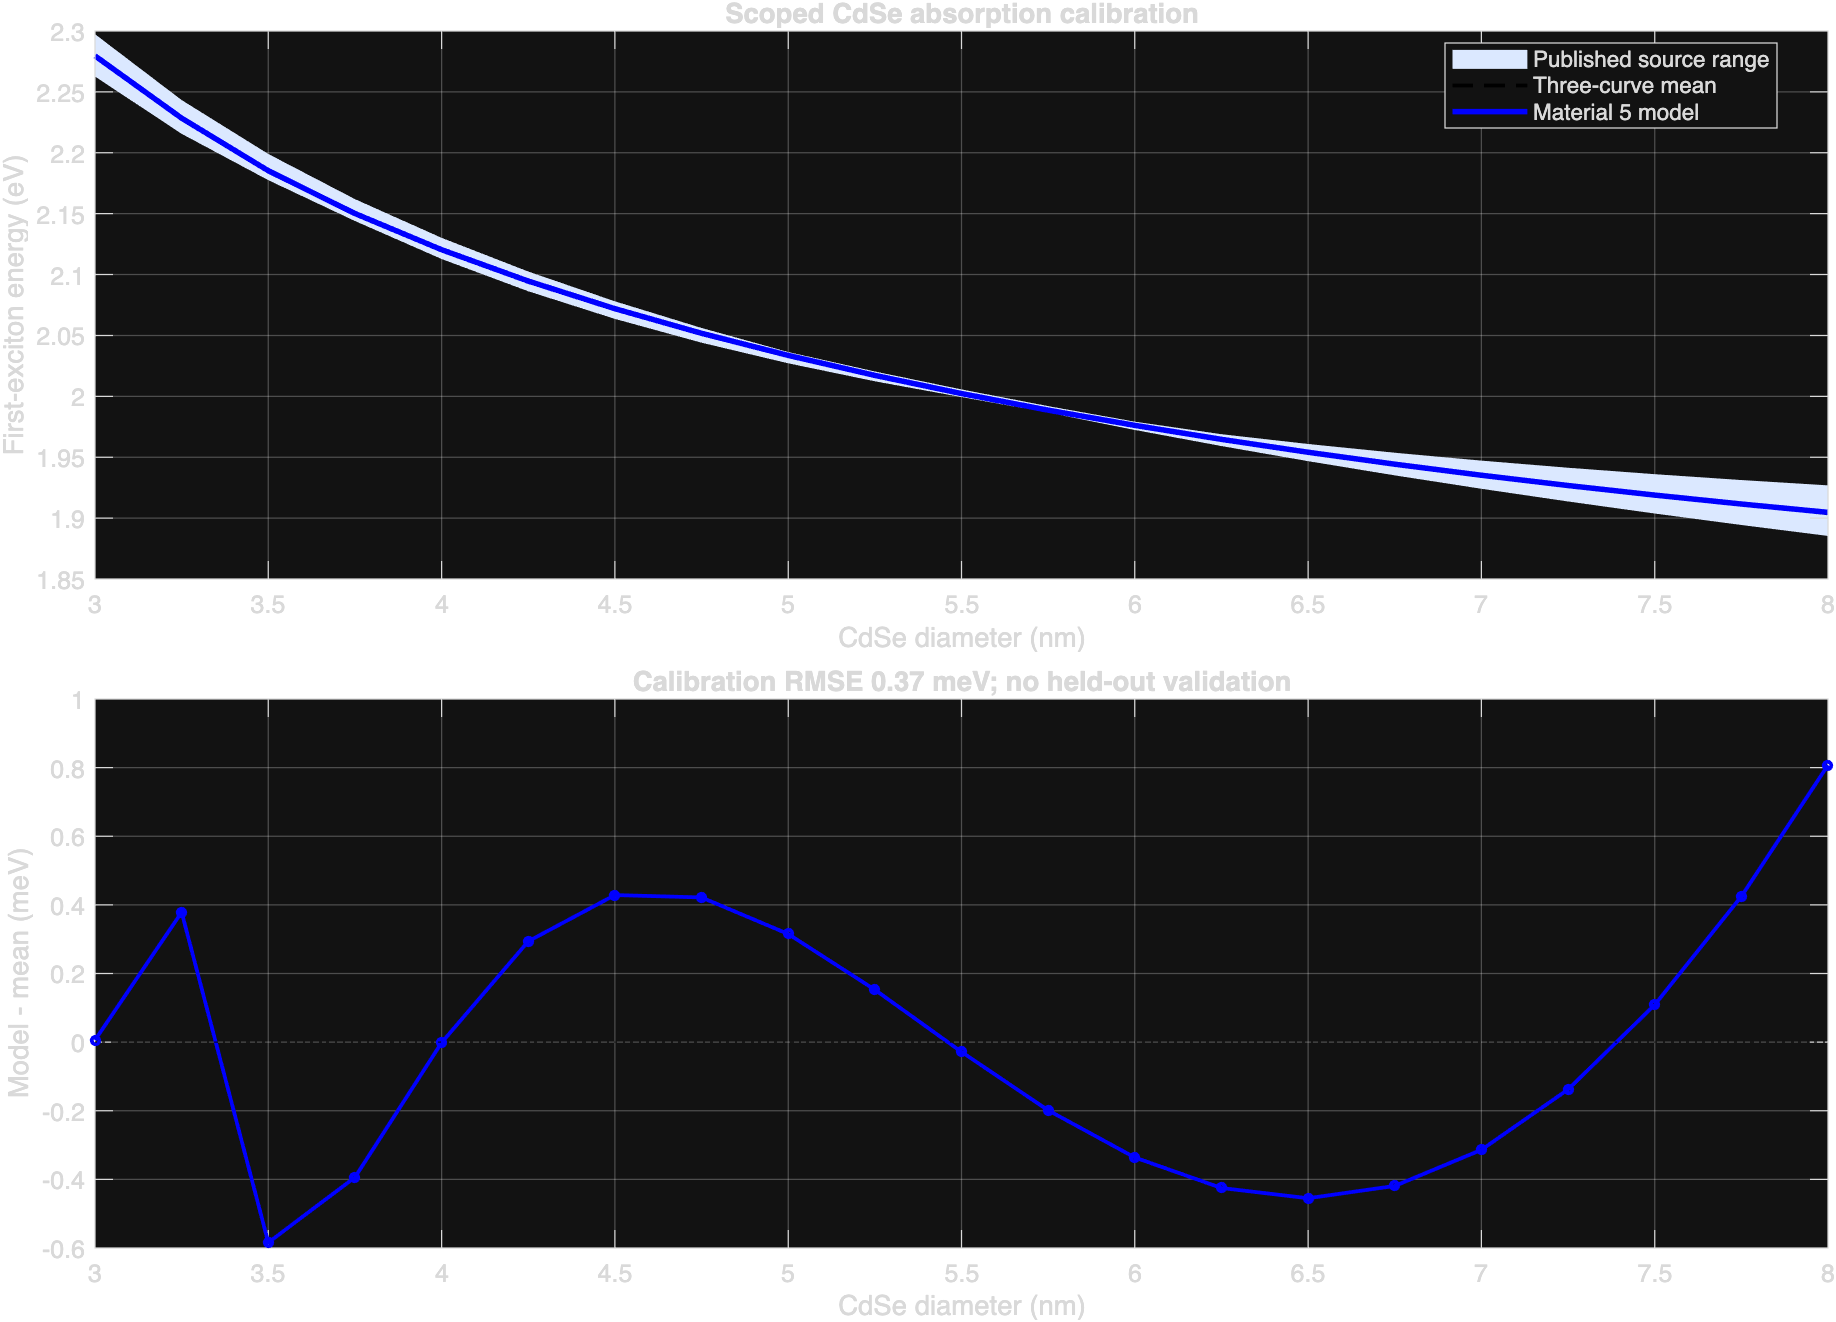 Scoped CdSe absorption calibration
2.3
2.25
2.2
2.15
2.1
2.05
2
1.95
1.9
1.85
First-exciton energy (eV)
Published source range
Three-curve mean
Material 5 model
3 3.5 4 4.5 5 5.5 6 6.5 7 7.5 8
CdSe diameter (nm)
Calibration RMSE 0.37 meV; no held-out validation
1
0.8
0.6
0.4
0.2
0
-0.2
-0.4
-0.6
Model - mean (meV)
3 3.5 4 4.5 5 5.5 6 6.5 7 7.5 8
CdSe diameter (nm)